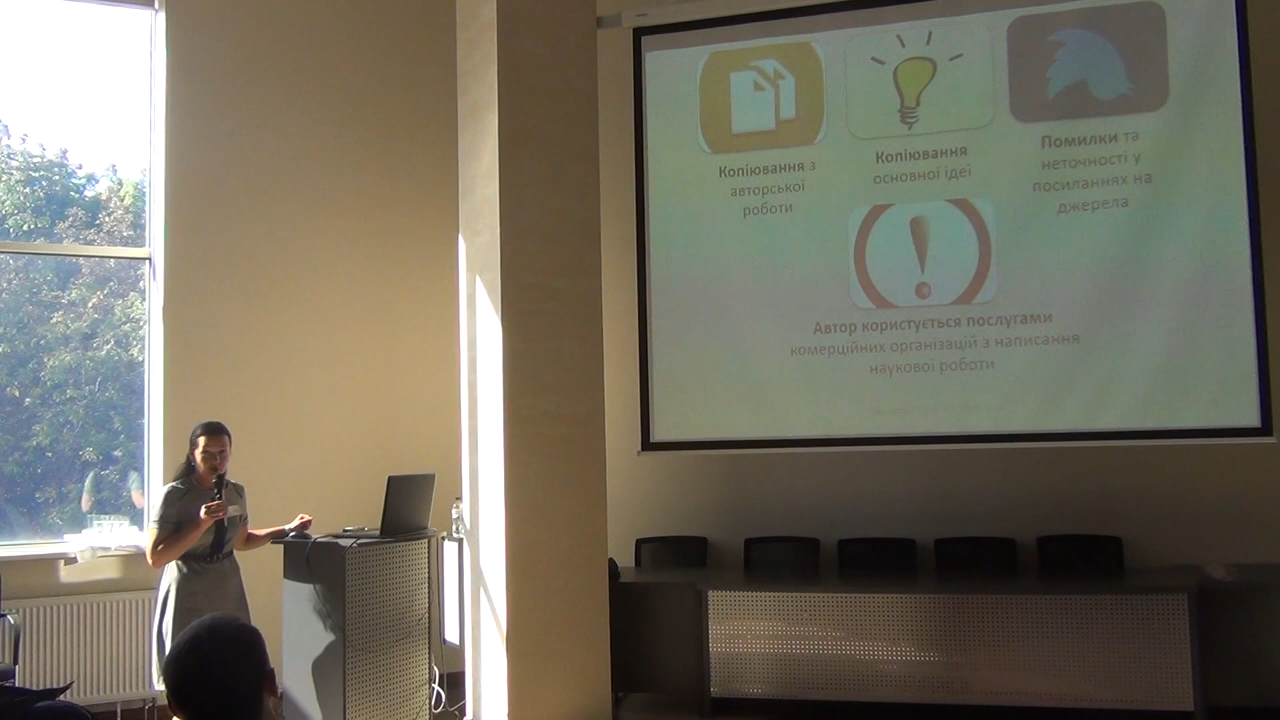 Копіювання з
авторської
роботи
Копіювання
основної ідеї
Помилки та
неточності у
посиланнях на
джерела
Автор користується послугами
комерційних організацій з написання
наукової роботи